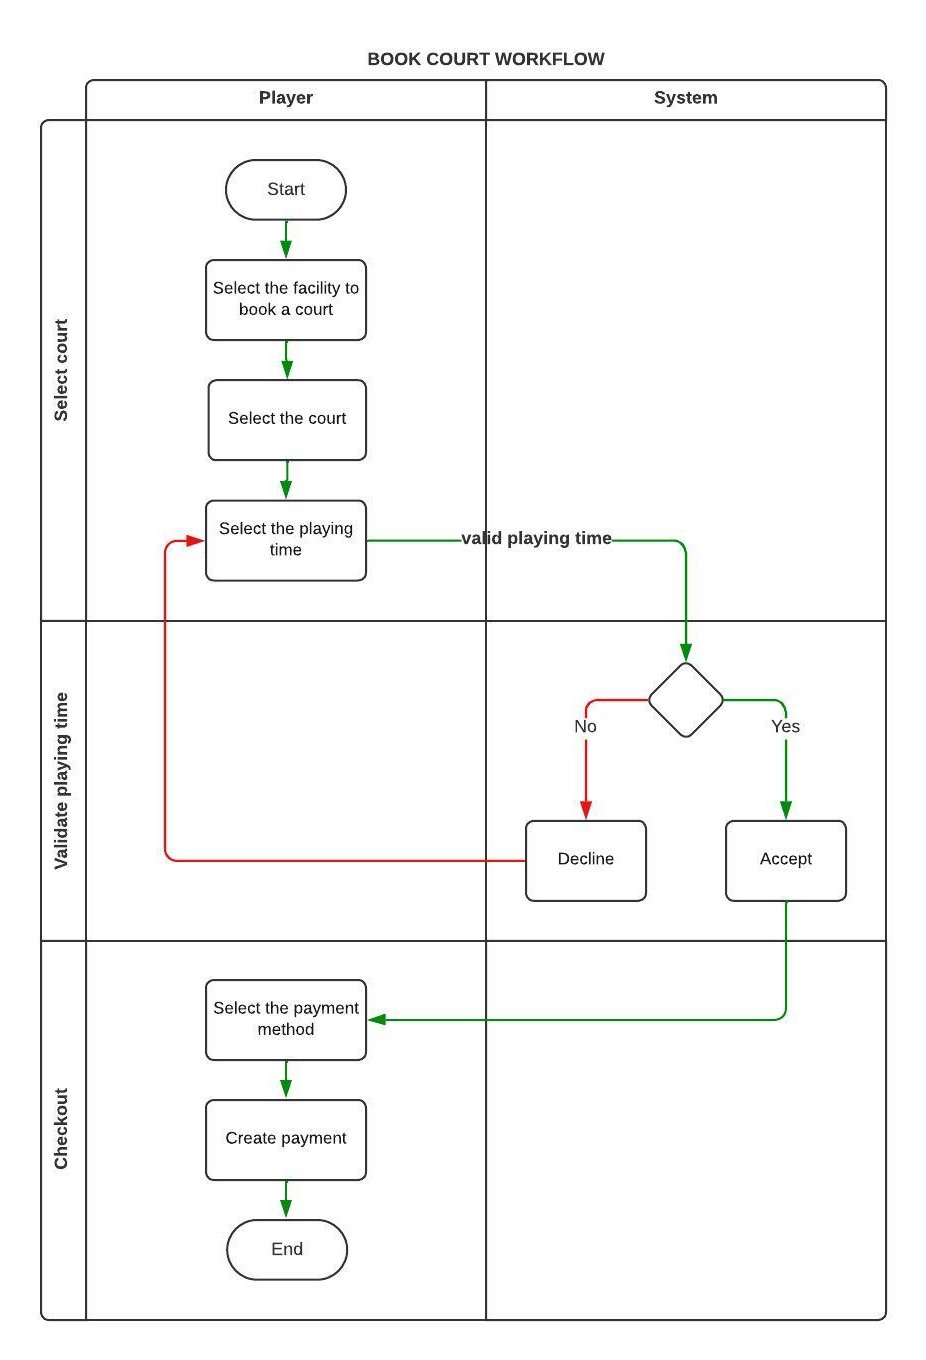 BOOK COURT WORKFLOW
Player
System
Select court
Start
Select the facility to
book a court
Select the court
Select the playing
time
valid playing time
Validate playing time
No
Yes
Decline
Accept
Checkout
Select the payment
method
Create payment
End